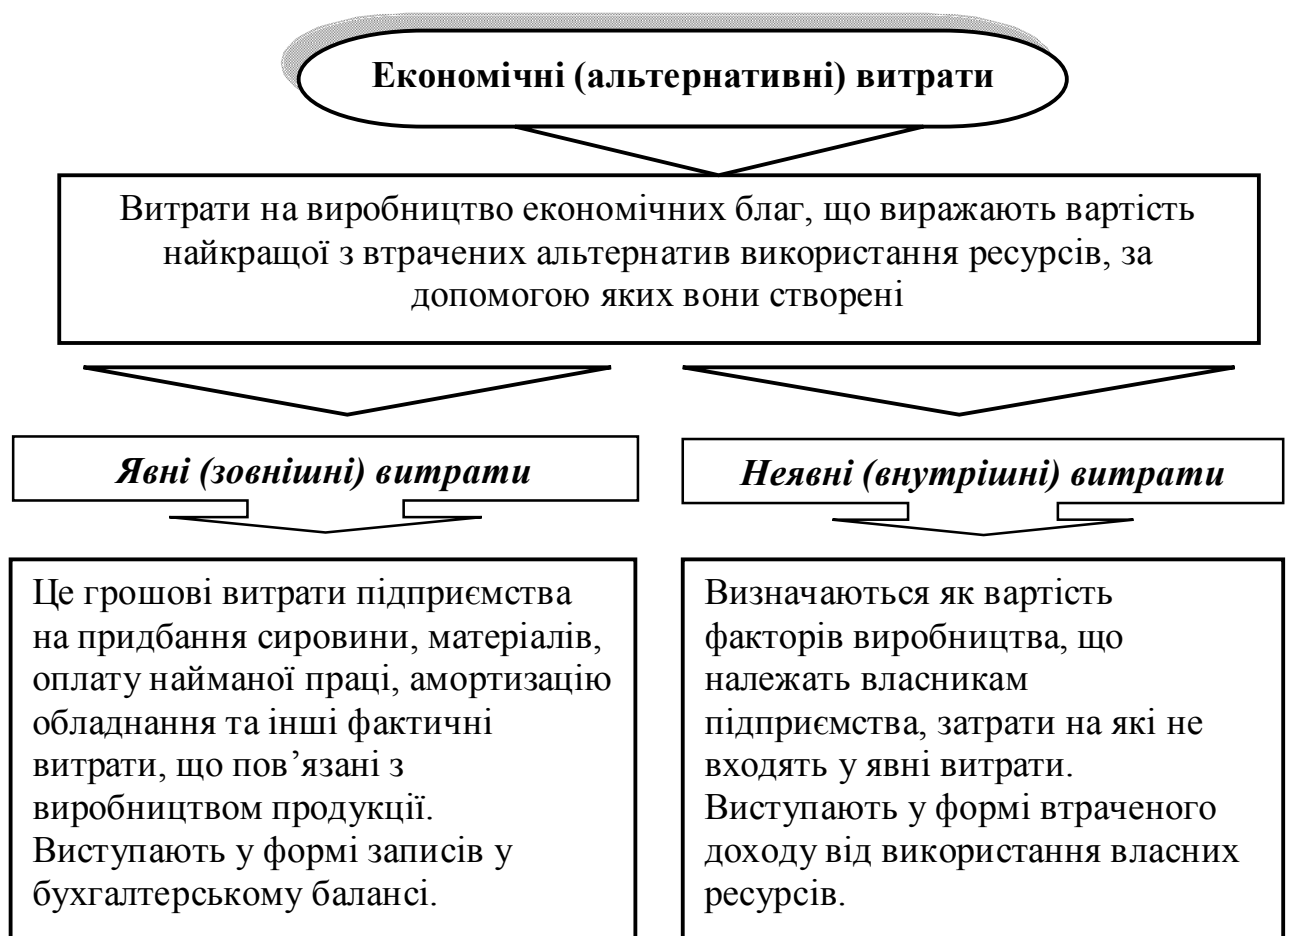 Економічні (альтернативні) витрати
Витрати на виробництво економічних благ, що виражають вартість
найкращої з втрачених альтернатив використання ресурсів, за
допомогою яких вони створені
Явні (зовнішні) витрати
Неявні (внутрішні) витрати
Це грошові витрати підприємства
на придбання сировини, матеріалів,
оплату найманої праці, амортизацію
обладнання та інші фактичні
витрати, що пов’язані з
виробництвом продукції.
Виступають у формі записів у
бухгалтерському балансі.
Визначаються як вартість
факторів виробництва, що
належать власникам
підприємства, затрати на які не
входять у явні витрати.
Виступають у формі втраченого
доходу від використання власних
ресурсів.